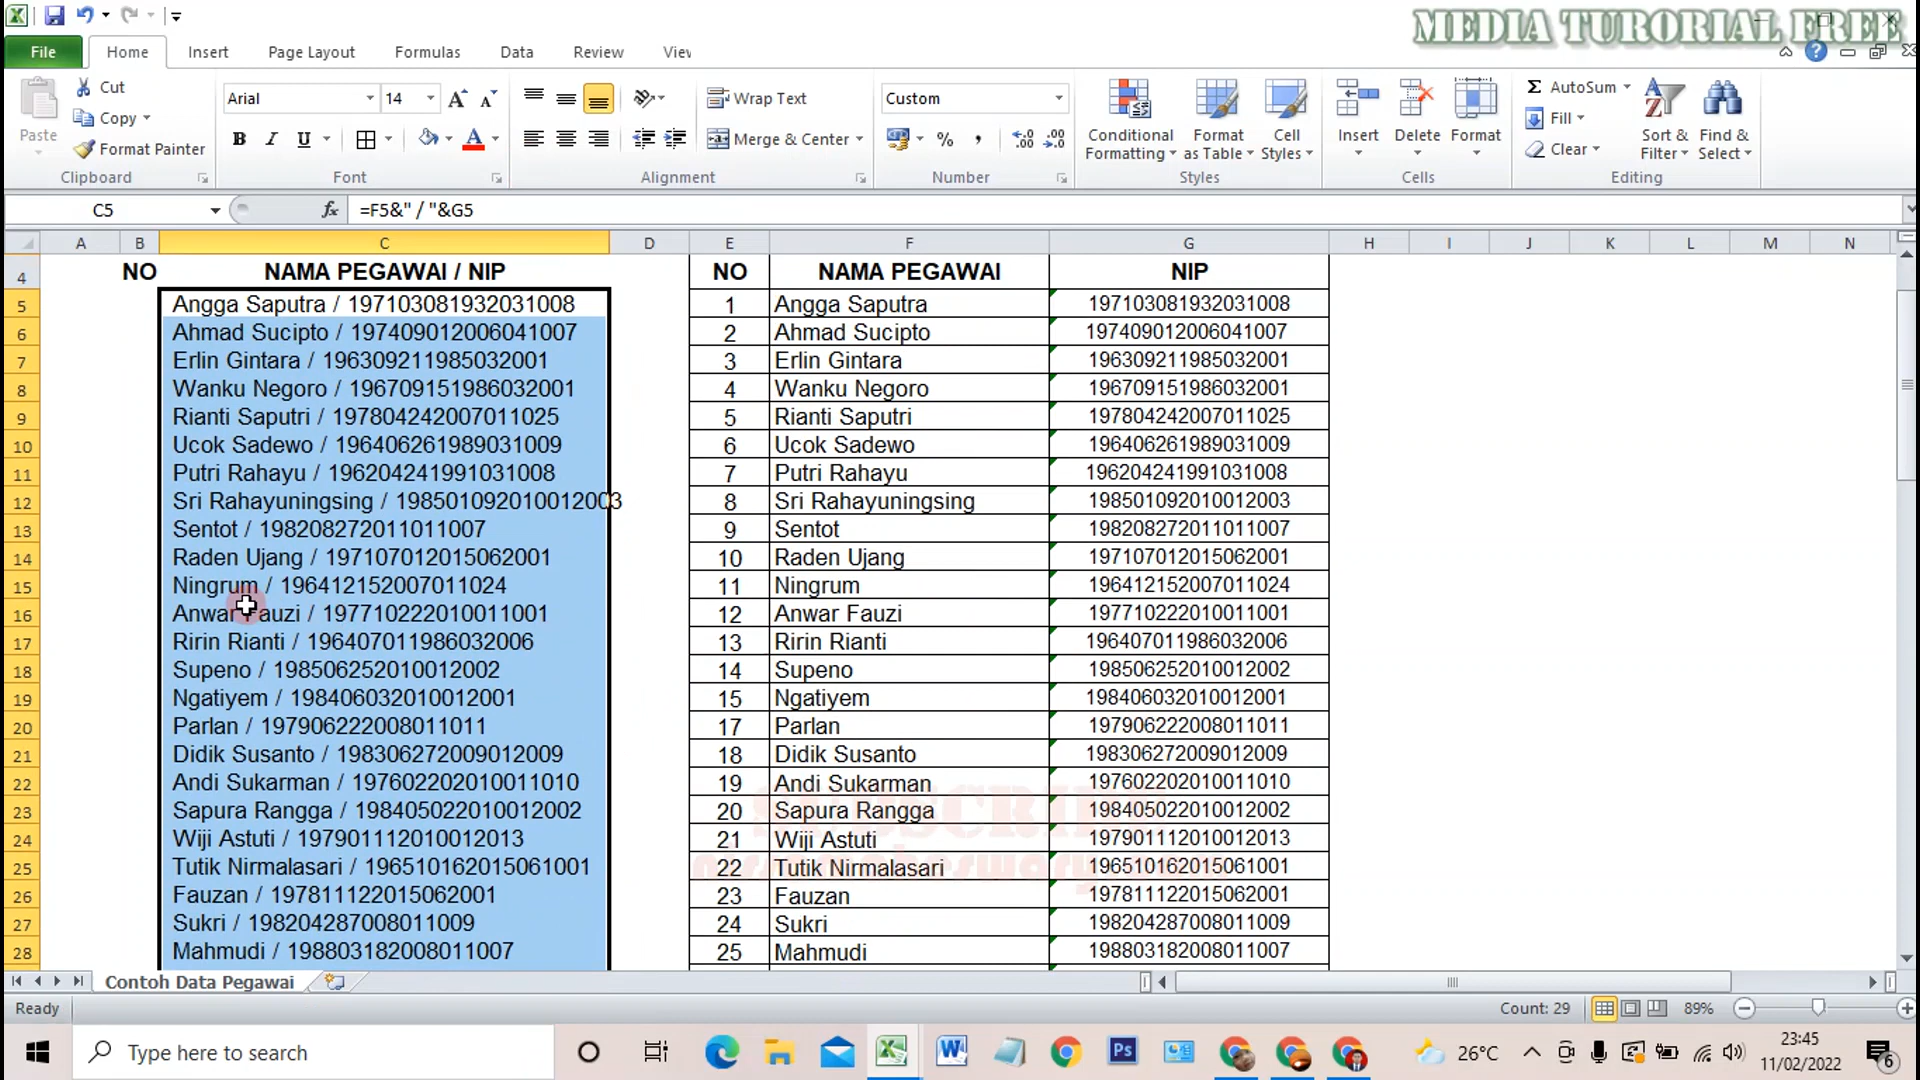 MEDIA TURORIAL FREE
File Home Insert Page Layout Formulas Data Review View
Paste Cut Copy Format Painter
Arial 14
B I U A
Wrap Text
Merge & Center
Custom
%
Conditional Formatting
Format as Table
Cell Styles
Insert Delete Format
AutoSum Fill Clear
Sort & Filter
Find & Select
Clipboard Font Alignment Number Styles Cells Editing
C5 fx =F5&" / "&G5
A B C D E F G H I J K L M N
4 NO NAMA PEGAWAI / NIP NO NAMA PEGAWAI NIP
5 Angga Saputra / 197103081932031008 1 Angga Saputra 197103081932031008
6 Ahmad Sucipto / 197409012006041007 2 Ahmad Sucipto 197409012006041007
7 Erlin Gintara / 196309211985032001 3 Erlin Gintara 196309211985032001
8 Wanku Negoro / 196709151986032001 4 Wanku Negoro 196709151986032001
9 Rianti Saputri / 197804242007011025 5 Rianti Saputri 197804242007011025
10 Ucok Sadewo / 196406261989031009 6 Ucok Sadewo 196406261989031009
11 Putri Rahayu / 196204241991031008 7 Putri Rahayu 196204241991031008
12 Sri Rahayuningsing / 198501092010012003 8 Sri Rahayuningsing 198501092010012003
13 Sentot / 198208272011011007 9 Sentot 198208272011011007
14 Raden Ujang / 197107012015062001 10 Raden Ujang 197107012015062001
15 Ningrum / 196412152007011024 11 Ningrum 196412152007011024
16 Anwar Fauzi / 197710222010011001 12 Anwar Fauzi 197710222010011001
17 Ririn Rianti / 196407011986032006 13 Ririn Rianti 196407011986032006
18 Supeno / 198506252010012002 14 Supeno 198506252010012002
19 Ngatiyem / 198406032010012001 15 Ngatiyem 198406032010012001
20 Parlan / 197906222008011011 17 Parlan 197906222008011011
21 Didik Susanto / 198306272009012009 18 Didik Susanto 198306272009012009
22 Andi Sukarman / 197602202010011010 19 Andi Sukarman 197602202010011010
23 Sapura Rangga / 198405022010012002 20 Sapura Rangga 198405022010012002
24 Wiji Astuti / 197901112010012013 21 Wiji Astuti 197901112010012013
25 Tutik Nirmalasari / 196510162015061001 22 Tutik Nirmalasari 196510162015061001
26 Fauzan / 197811122015062001 23 Fauzan 197811122015062001
27 Sukri / 198204287008011009 24 Sukri 198204287008011009
28 Mahmudi / 198803182008011007 25 Mahmudi 198803182008011007
SUBSCRIBE
Contoh Data Pegawai
Ready Count: 29 89%
Type here to search Ps 26°C 23:45
11/02/2022 6